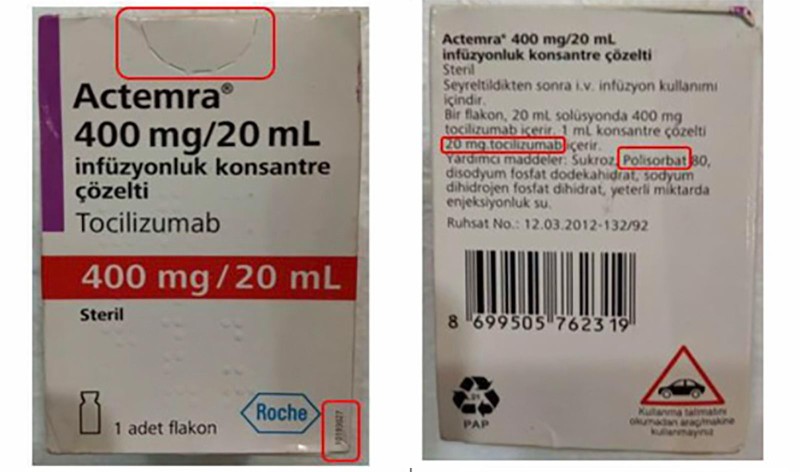 Actemra®
400 mg/20 mL
infüzyonluk konsantre
çözelti
Tocilizumab
400 mg/20 mL
Steril
1 adet flakon
Roche
Actemra® 400 mg/20 mL
infüzyonluk konsantre çözelti
Steril
Seyreltildikten sonra i.v. infüzyon kullanımı
içindir.
Bir flakon, 20 mL solüsyonda 400 mg
tocilizumab içerir. 1 mL konsantre çözelti
20 mg.tocilizumab içerir.
Yardımcı maddeler: Sukroz, Polisorbat 80,
disodyum fosfat dodekahidrat, sodyum
dihidrojen fosfat dihidrat, yeterli miktarda
enjeksiyonluk su.
Ruhsat No.: 12.03.2012-132/92
8 699505 762319
PAP
Kullanma talimatını
okumadan araç/makine
kullanmayınız